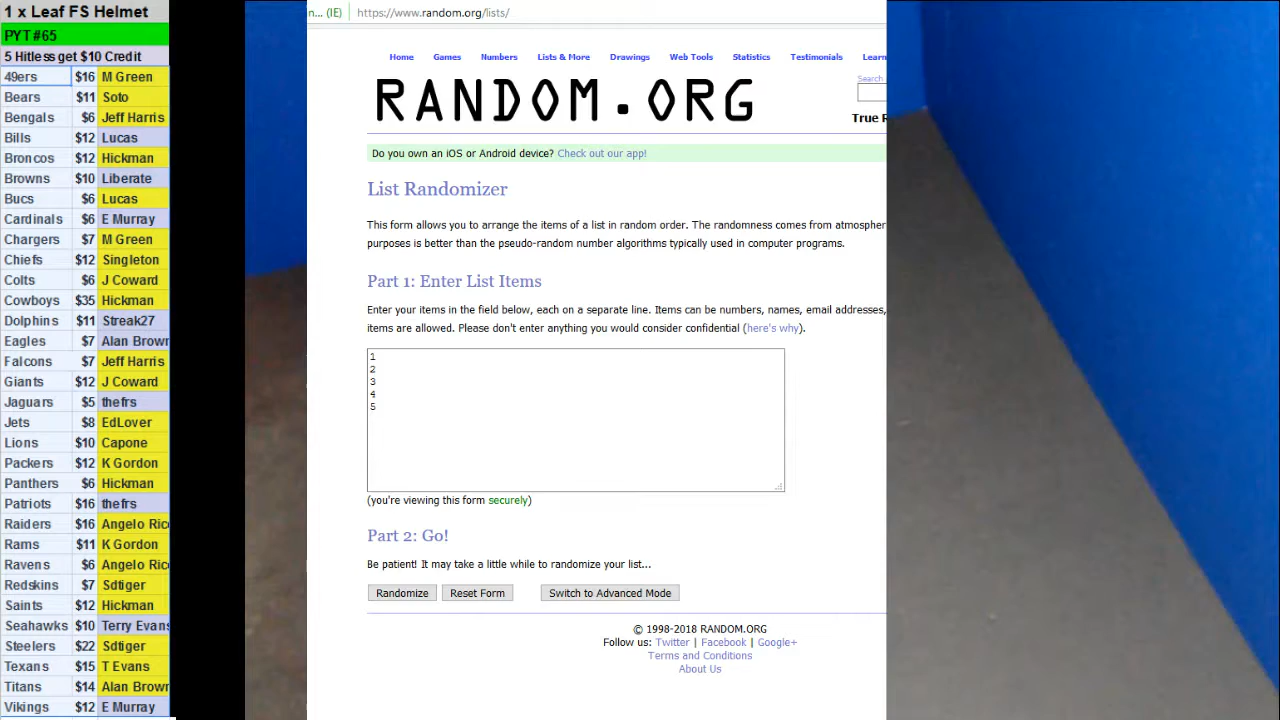 1 x Leaf FS Helmet
PYT #65
5 Hitless get $10 Credit
49ers $16 M Green
Bears $11 Soto
Bengals $6 Jeff Harris
Bills $12 Lucas
Broncos $12 Hickman
Browns $10 Liberate
Bucs $6 Lucas
Cardinals $6 E Murray
Chargers $7 M Green
Chiefs $12 Singleton
Colts $6 J Coward
Cowboys $35 Hickman
Dolphins $11 Streak27
Eagles $7 Alan Brown
Falcons $7 Jeff Harris
Giants $12 J Coward
Jaguars $5 thefrs
Jets $8 EdLover
Lions $10 Capone
Packers $12 K Gordon
Panthers $6 Hickman
Patriots $16 thefrs
Raiders $16 Angelo Ric
Rams $11 K Gordon
Ravens $6 Angelo Ric
Redskins $7 Sdtiger
Saints $12 Hickman
Seahawks $10 Terry Evans
Steelers $22 Sdtiger
Texans $15 T Evans
Titans $14 Alan Brown
Vikings $12 E Murray
n... (IE) https://www.random.org/lists/
Home Games Numbers Lists & More Drawings Web Tools Statistics Testimonials Learn
Search
RANDOM.ORG
True R
Do you own an iOS or Android device? Check out our app!
List Randomizer
This form allows you to arrange the items of a list in random order. The randomness comes from atmospher
purposes is better than the pseudo-random number algorithms typically used in computer programs.
Part 1: Enter List Items
Enter your items in the field below, each on a separate line. Items can be numbers, names, email addresses,
items are allowed. Please don't enter anything you would consider confidential (here's why).
1
2
3
4
5
(you're viewing this form securely)
Part 2: Go!
Be patient! It may take a little while to randomize your list...
Randomize Reset Form Switch to Advanced Mode
© 1998-2018 RANDOM.ORG
Follow us: Twitter | Facebook | Google+
Terms and Conditions
About Us